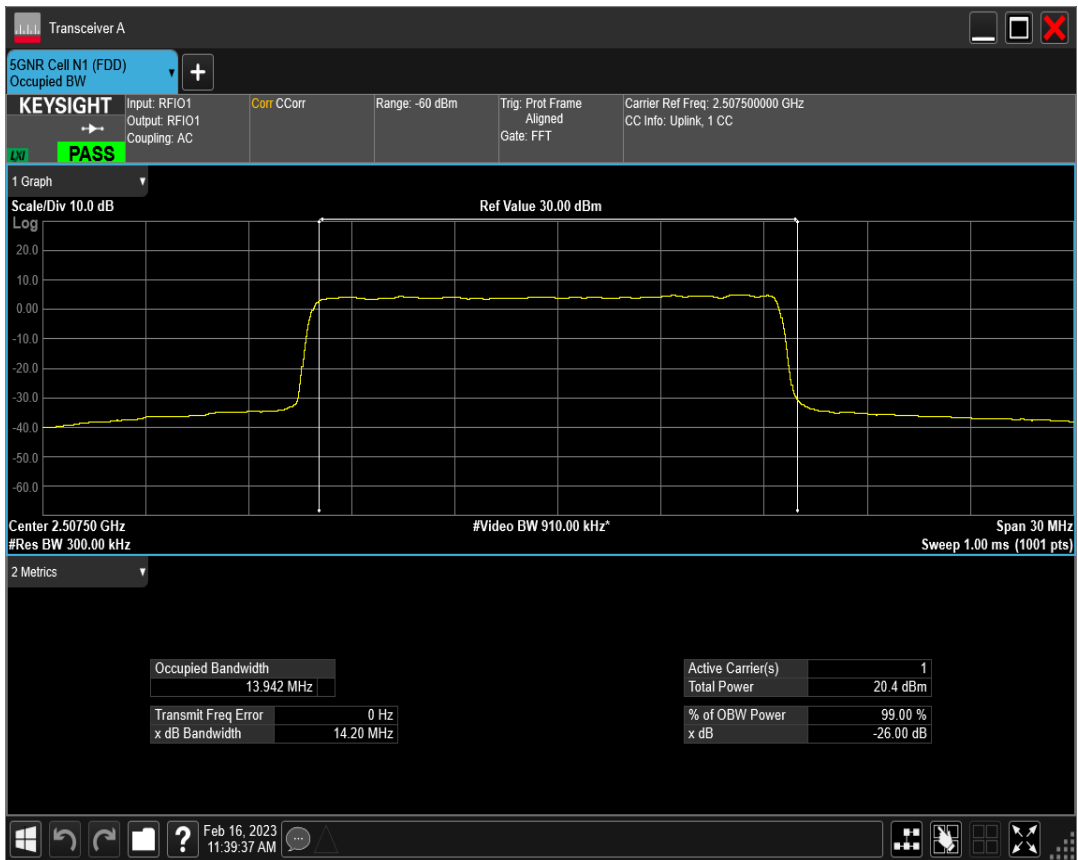 Transceiver A
5GNR Cell N1 (FDD)
Occupied BW
+
KEYSIGHT
LXI
PASS
Input: RFIO1
Output: RFIO1
Coupling: AC
Corr CCorr
Range: -60 dBm
Trig: Prot Frame
Aligned
Gate: FFT
Carrier Ref Freq: 2.507500000 GHz
CC Info: Uplink, 1 CC
1 Graph
Scale/Div 10.0 dB
Ref Value 30.00 dBm
Log
20.0
10.0
0.00
-10.0
-20.0
-30.0
-40.0
-50.0
-60.0
Center 2.50750 GHz
#Video BW 910.00 kHz*
Span 30 MHz
#Res BW 300.00 kHz
Sweep 1.00 ms (1001 pts)
2 Metrics
Occupied Bandwidth
13.942 MHz
Active Carrier(s) 1
Total Power 20.4 dBm
Transmit Freq Error 0 Hz
x dB Bandwidth 14.20 MHz
% of OBW Power 99.00 %
x dB -26.00 dB
?
Feb 16, 2023
11:39:37 AM